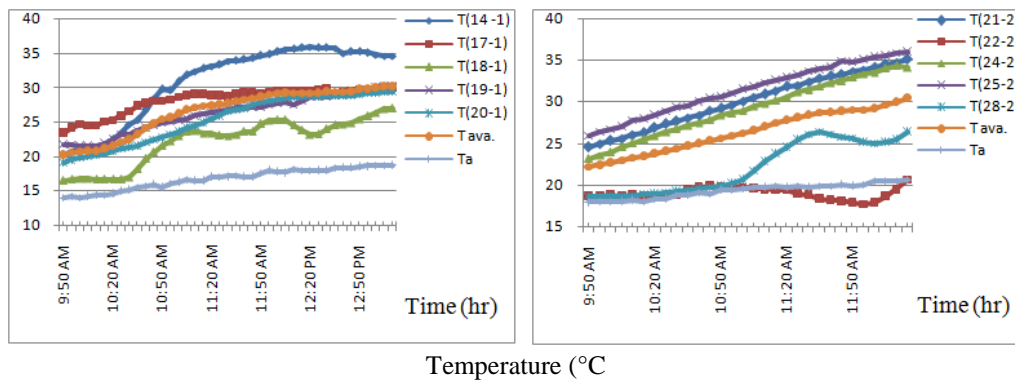 40
35
30
25
20
15
10
9:50 AM
10:20 AM
10:50 AM
11:20 AM
11:50 AM
12:20 PM
12:50 PM
Time (hr)
T(14-1)
T(17-1)
T(18-1)
T(19-1)
T(20-1)
T ava.
Ta
40
35
30
25
20
15
9:50 AM
10:20 AM
10:50 AM
11:20 AM
11:50 AM
Time (hr)
T(21-2
T(22-2
T(24-2
T(25-2
T(28-2
T ava.
Ta
Temperature (°C